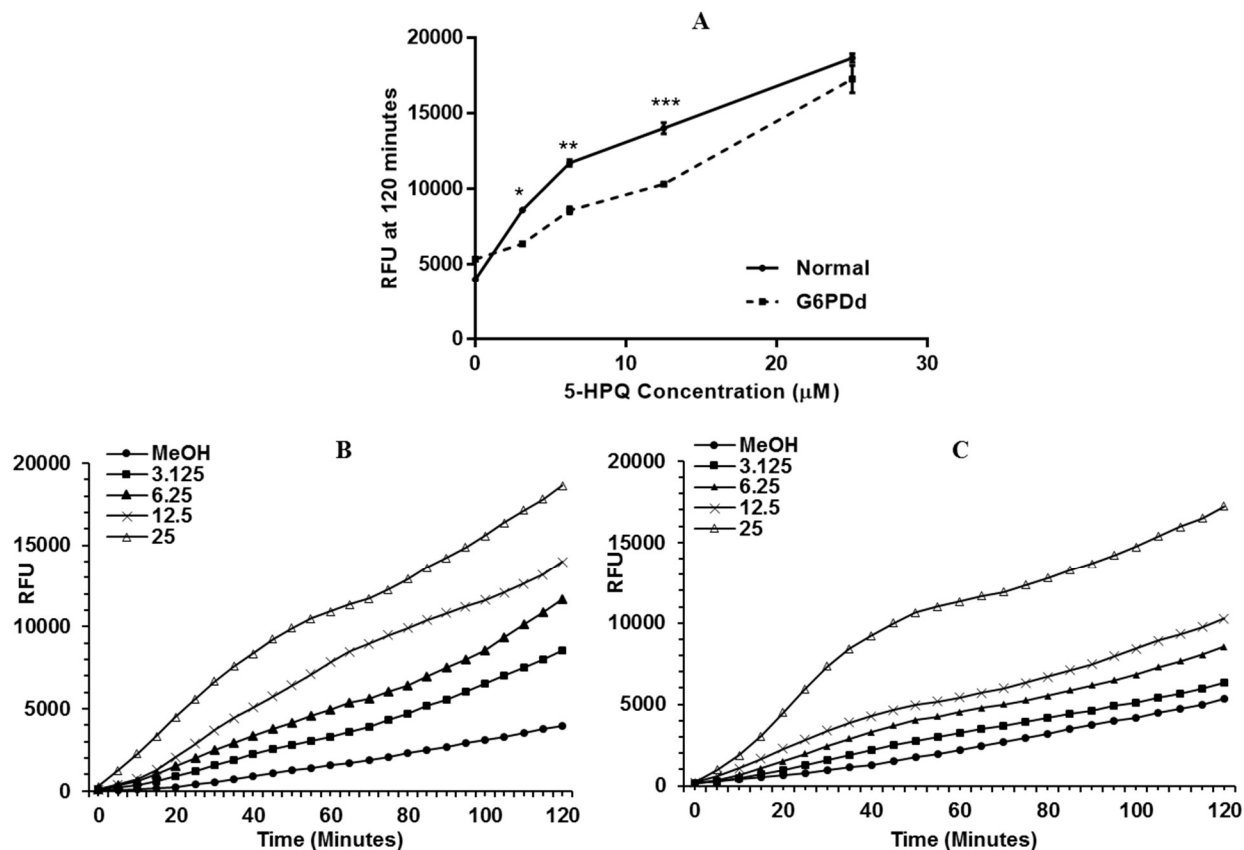 A
20000
15000
10000
5000
0
RFU at 120 minutes
*
**
***
Normal
G6PDd
0 10 20 30
5-HPQ Concentration (μM)
B
MeOH
3.125
6.25
12.5
25
20000
15000
10000
5000
0
RFU
0 20 40 60 80 100 120
Time (Minutes)
C
MeOH
3.125
6.25
12.5
25
20000
15000
10000
5000
0
RFU
0 20 40 60 80 100 120
Time (Minutes)